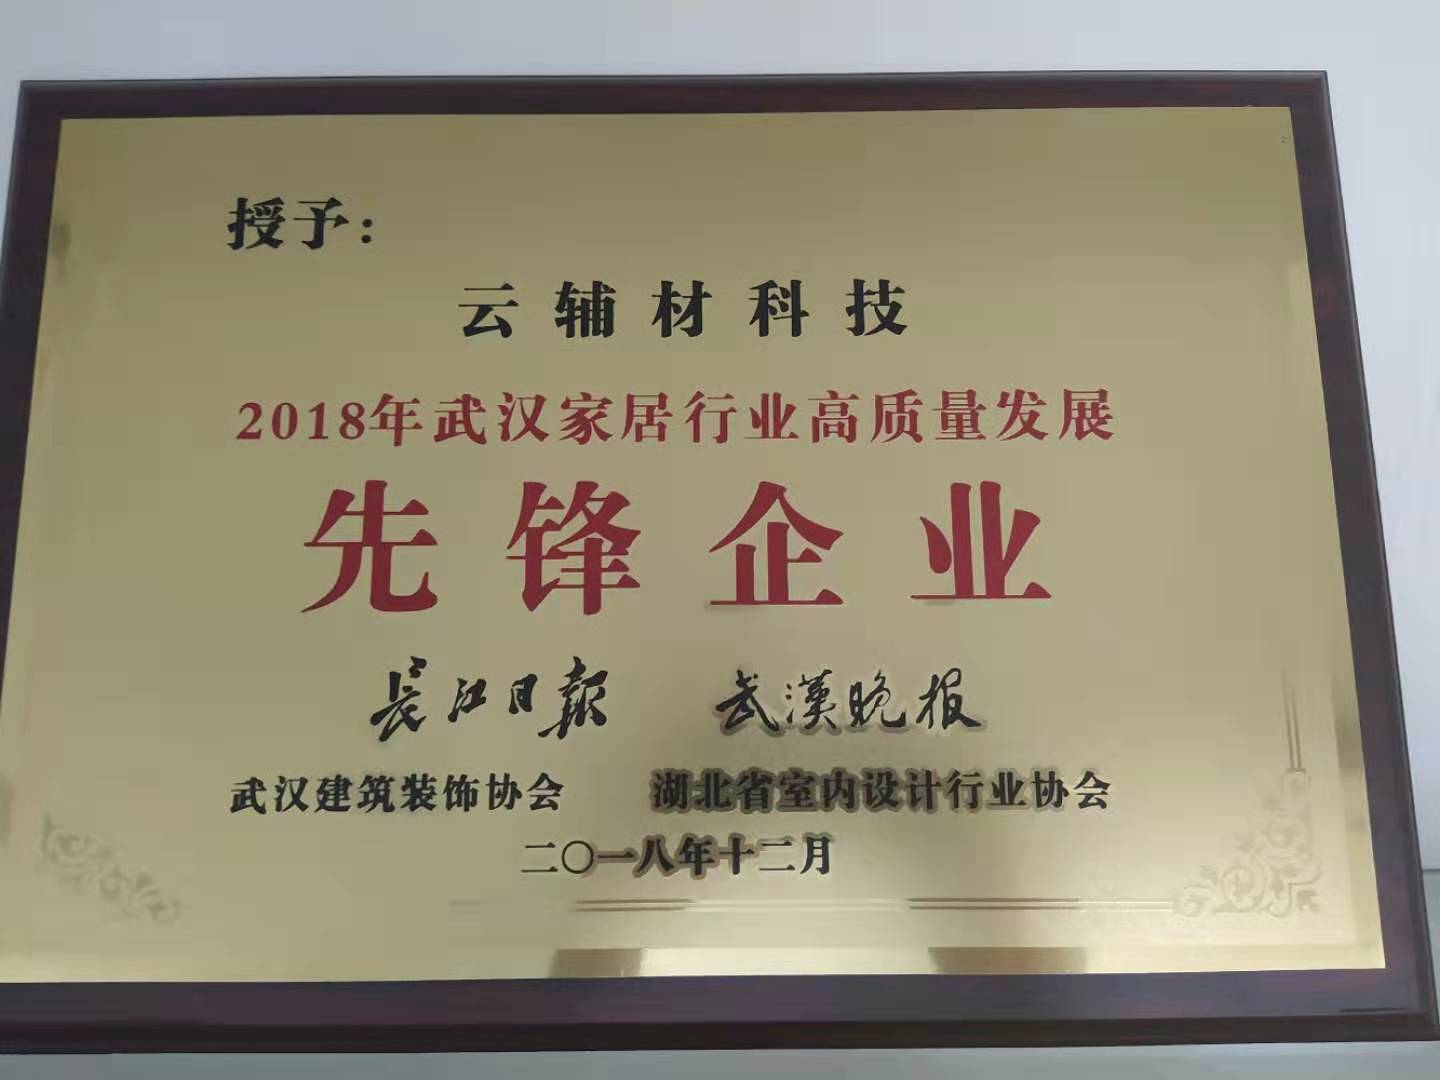 授予：
云辅材科技
2018年武汉家居行业高质量发展
先锋企业
長江日報 武漢晚报
武汉建筑装饰协会 湖北省室内设计行业协会
二〇一八年十二月